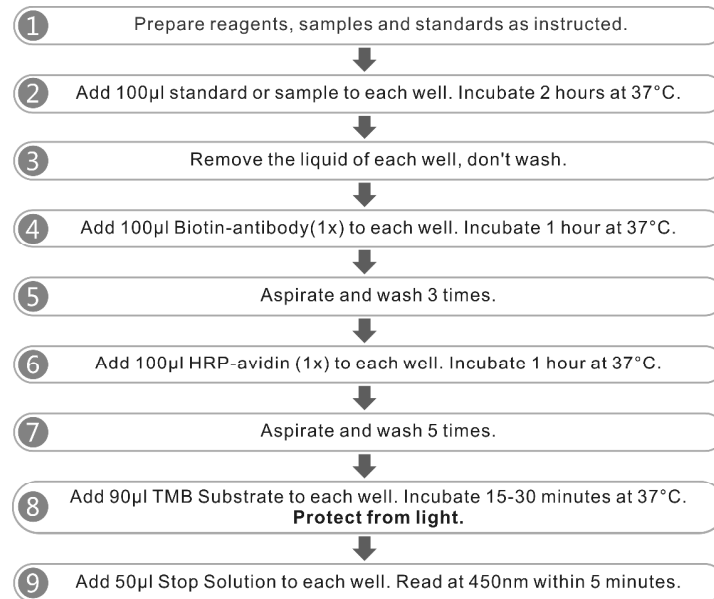 1 Prepare reagents, samples and standards as instructed.
2 Add 100µl standard or sample to each well. Incubate 2 hours at 37°C.
3 Remove the liquid of each well, don't wash.
4 Add 100µl Biotin-antibody(1x) to each well. Incubate 1 hour at 37°C.
5 Aspirate and wash 3 times.
6 Add 100µl HRP-avidin (1x) to each well. Incubate 1 hour at 37°C.
7 Aspirate and wash 5 times.
8 Add 90µl TMB Substrate to each well. Incubate 15-30 minutes at 37°C.
Protect from light.
9 Add 50µl Stop Solution to each well. Read at 450nm within 5 minutes.